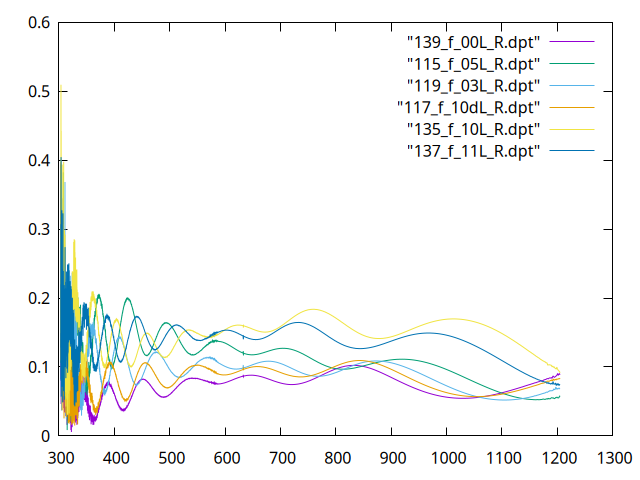 0.6
0.5
0.4
0.3
0.2
0.1
0
300 400 500 600 700 800 900 1000 1100 1200 1300
"139_f_00L_R.dpt"
"115_f_05L_R.dpt"
"119_f_03L_R.dpt"
"117_f_10dL_R.dpt"
"135_f_10L_R.dpt"
"137_f_11L_R.dpt"